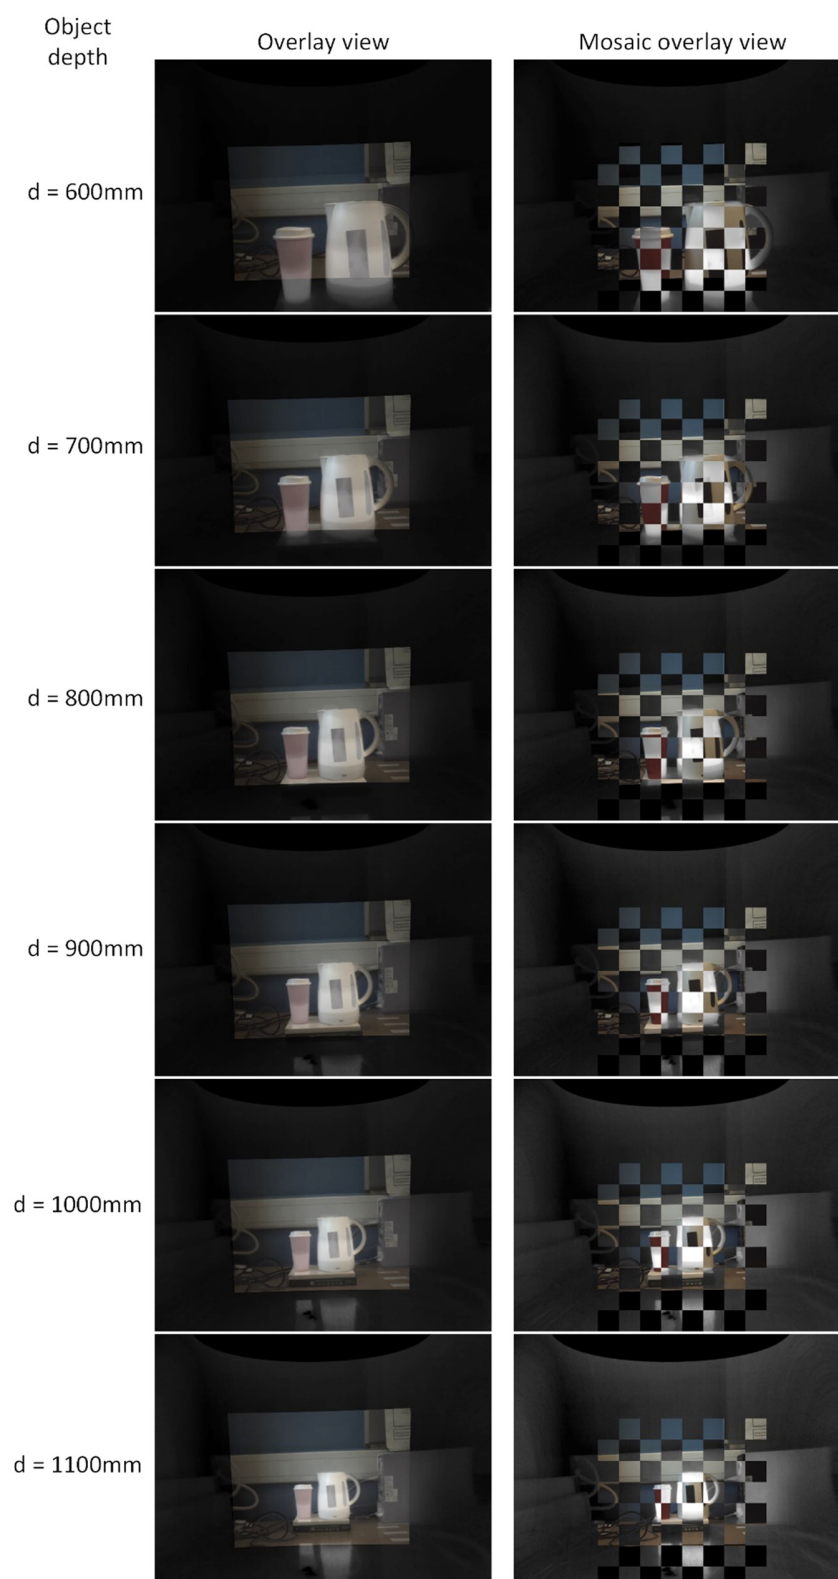 Object
depth
Overlay view
Mosaic overlay view
d = 600mm
d = 700mm
d = 800mm
d = 900mm
d = 1000mm
d = 1100mm